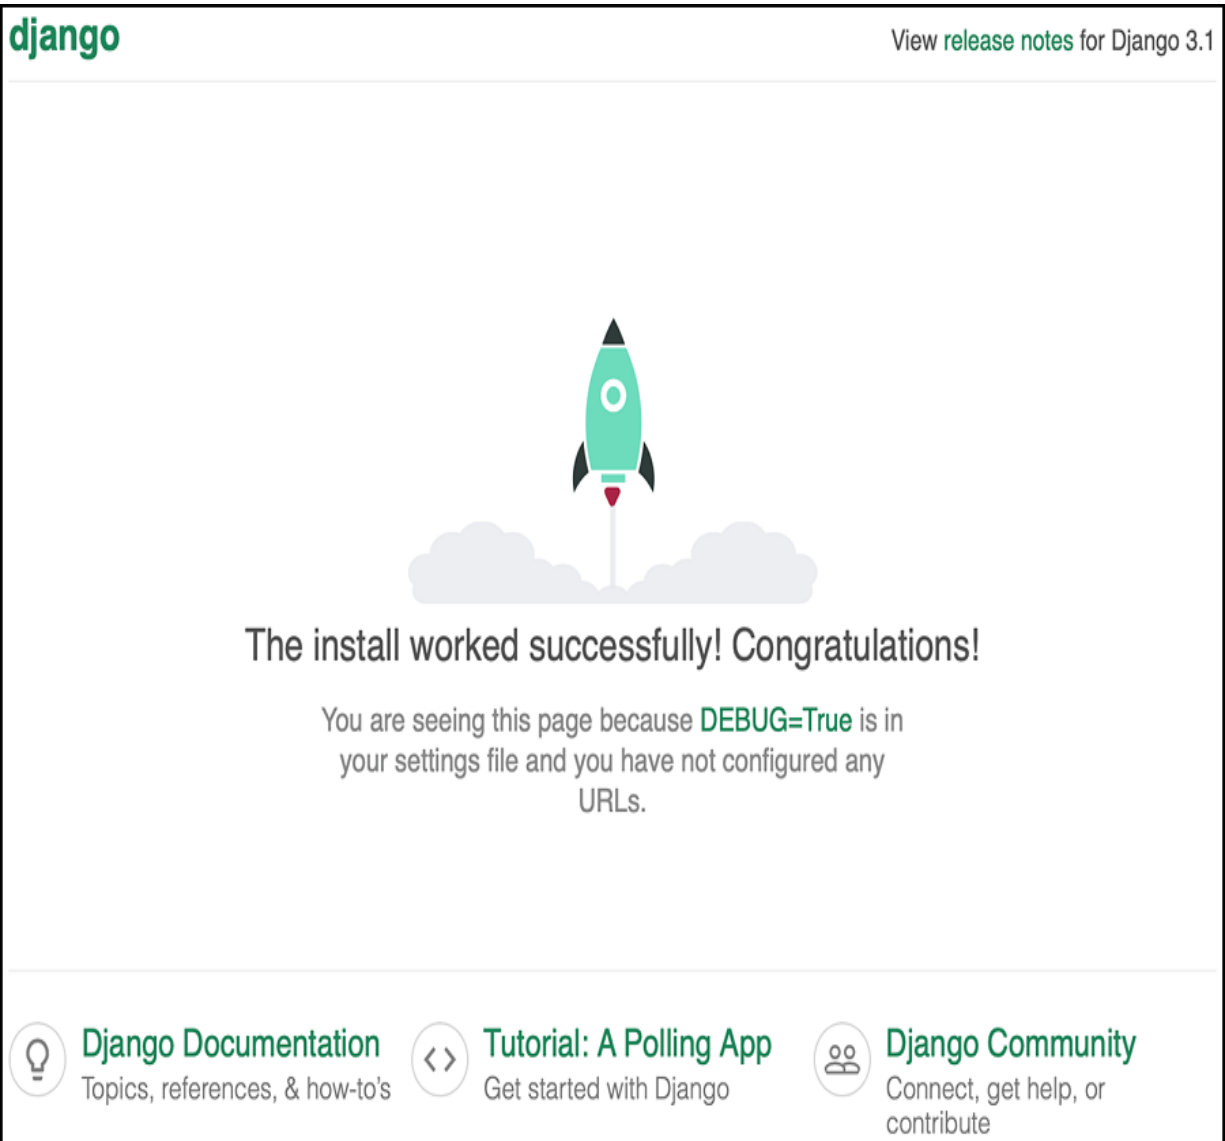 django
View release notes for Django 3.1
The install worked successfully! Congratulations!
You are seeing this page because DEBUG=True is in
your settings file and you have not configured any
URLs.
Django Documentation
Topics, references, & how-to's
Tutorial: A Polling App
Get started with Django
Django Community
Connect, get help, or
contribute